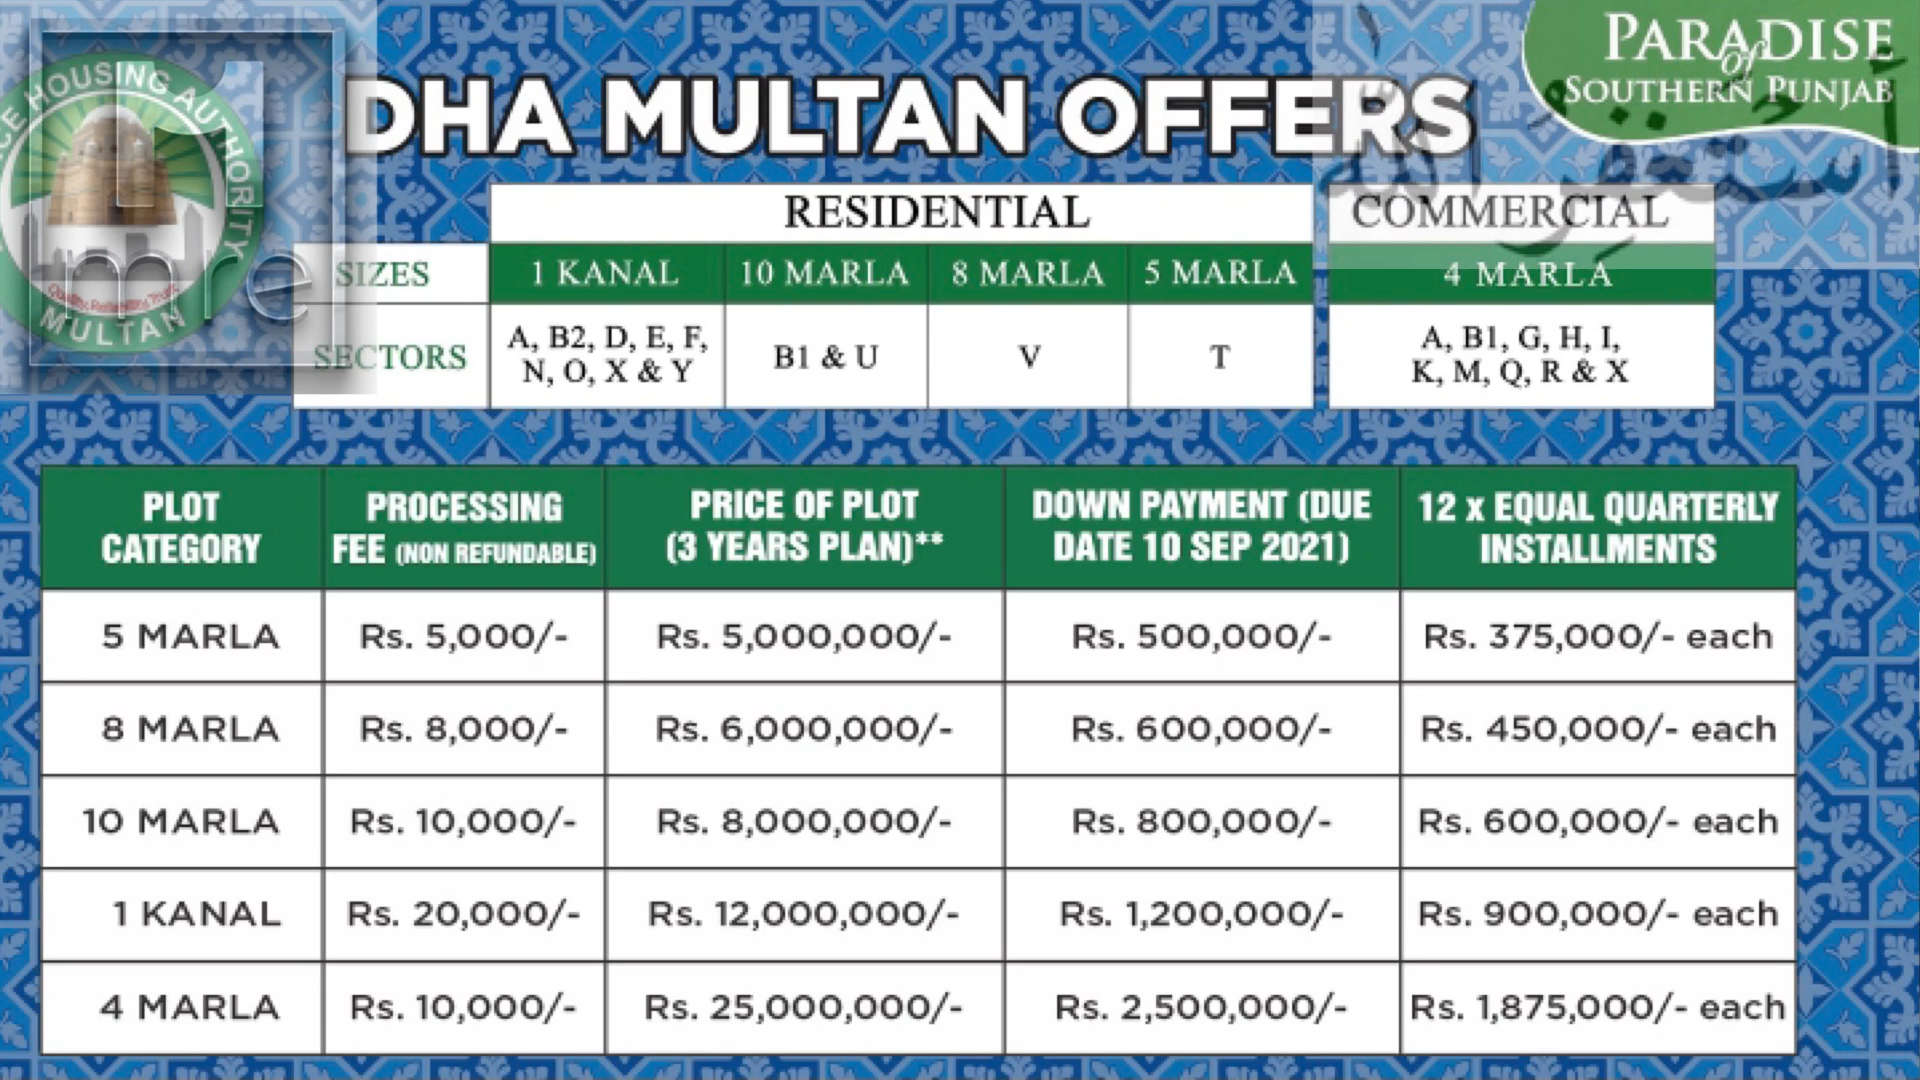 HOUSING AUTHORITY
MULTAN
mre
DHA MULTAN OFFERS
PARADISE
of
SOUTHERN PUNJAB
أستغفر الله
RESIDENTIAL
COMMERCIAL
SIZES
1 KANAL
10 MARLA
8 MARLA
5 MARLA
4 MARLA
SECTORS
A, B2, D, E, F,
N, O, X & Y
B1 & U
V
T
A, B1, G, H, I,
K, M, Q, R & X
PLOT
CATEGORY
PROCESSING
FEE (NON REFUNDABLE)
PRICE OF PLOT
(3 YEARS PLAN)**
DOWN PAYMENT (DUE
DATE 10 SEP 2021)
12 x EQUAL QUARTERLY
INSTALLMENTS
5 MARLA Rs. 5,000/- Rs. 5,000,000/- Rs. 500,000/- Rs. 375,000/- each
8 MARLA Rs. 8,000/- Rs. 6,000,000/- Rs. 600,000/- Rs. 450,000/- each
10 MARLA Rs. 10,000/- Rs. 8,000,000/- Rs. 800,000/- Rs. 600,000/- each
1 KANAL Rs. 20,000/- Rs. 12,000,000/- Rs. 1,200,000/- Rs. 900,000/- each
4 MARLA Rs. 10,000/- Rs. 25,000,000/- Rs. 2,500,000/- Rs. 1,875,000/- each